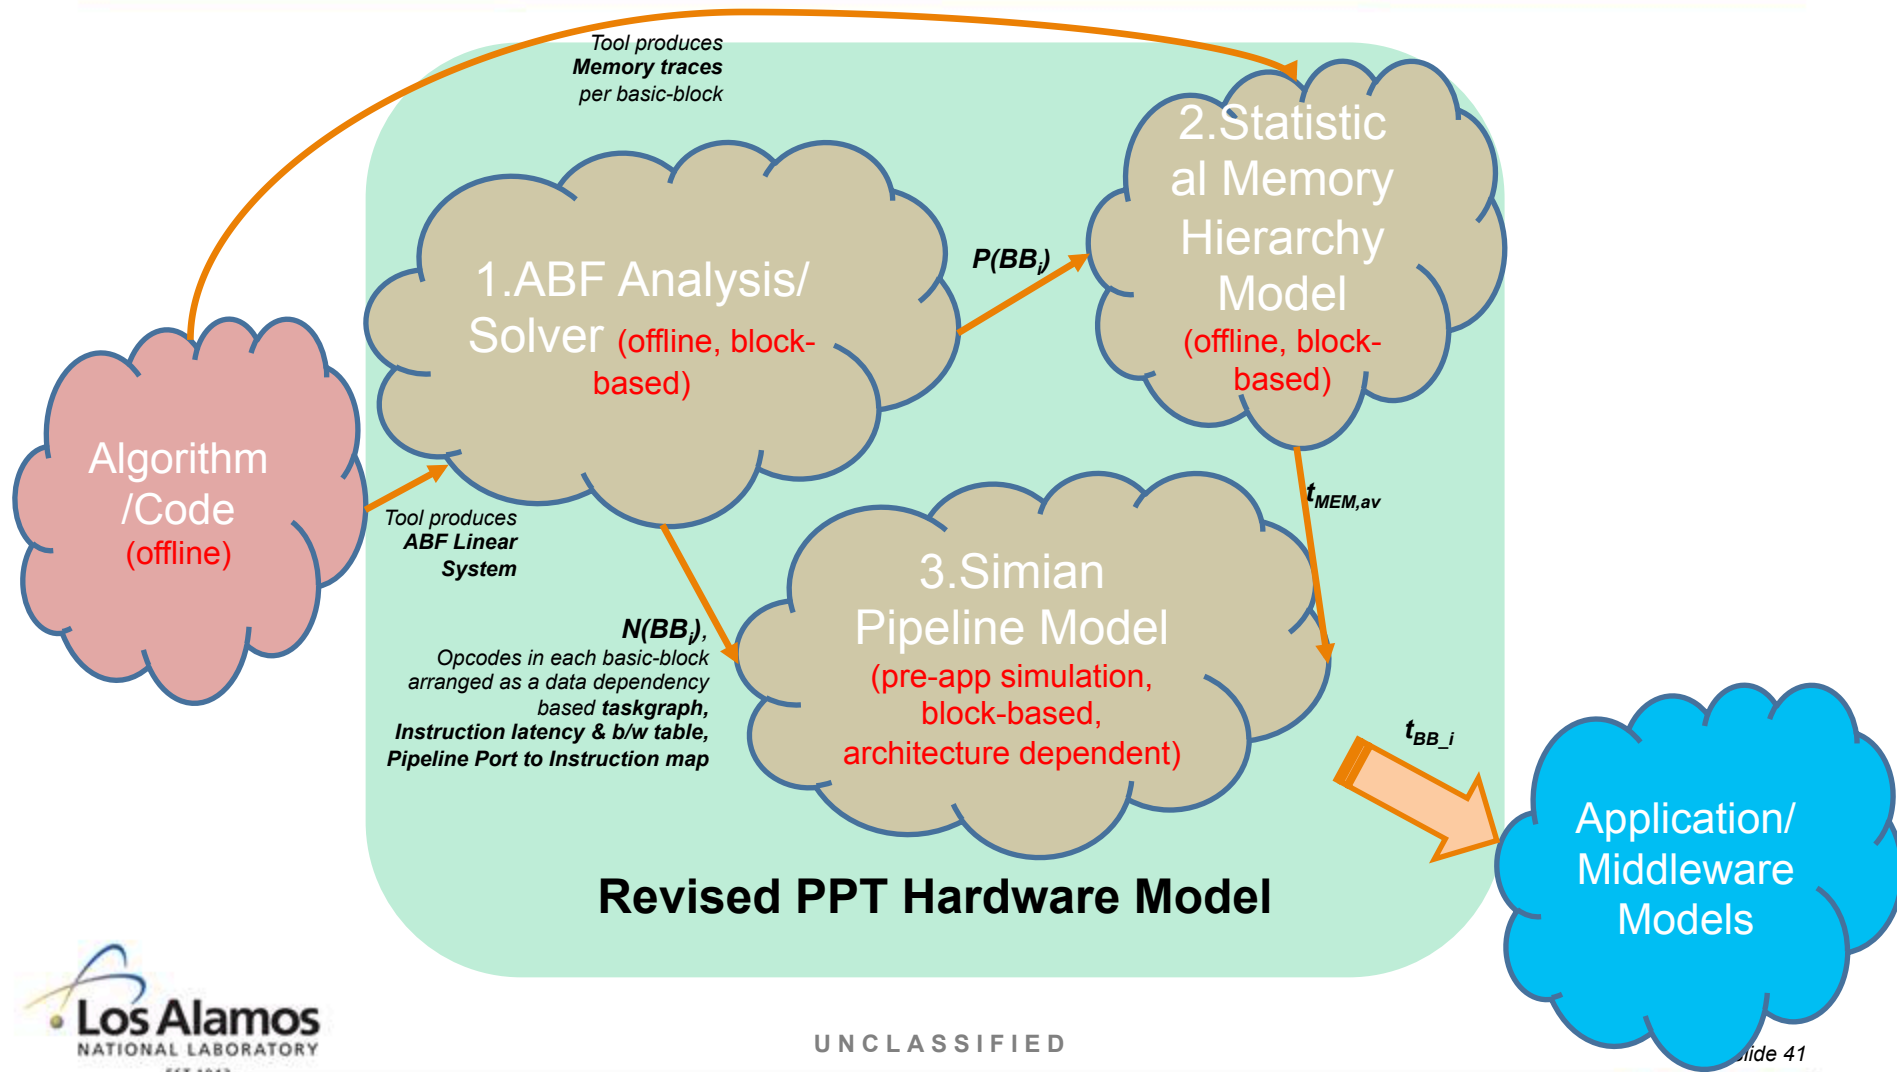 Tool produces
Memory traces
per basic-block
2.Statistic
al Memory
Hierarchy
Model
(offline, block-
based)
P(BBi)
1.ABF Analysis/
Solver (offline, block-
based)
Algorithm
/Code
(offline)
Tool produces
ABF Linear
System
tMEM,av
3.Simian
Pipeline Model
(pre-app simulation,
block-based,
architecture dependent)
N(BBi),
Opcodes in each basic-block
arranged as a data dependency
based taskgraph,
Instruction latency & b/w table,
Pipeline Port to Instruction map
tBB_i
Application/
Middleware
Models
Revised PPT Hardware Model
Los Alamos
NATIONAL LABORATORY
UNCLASSIFIED
Slide 41